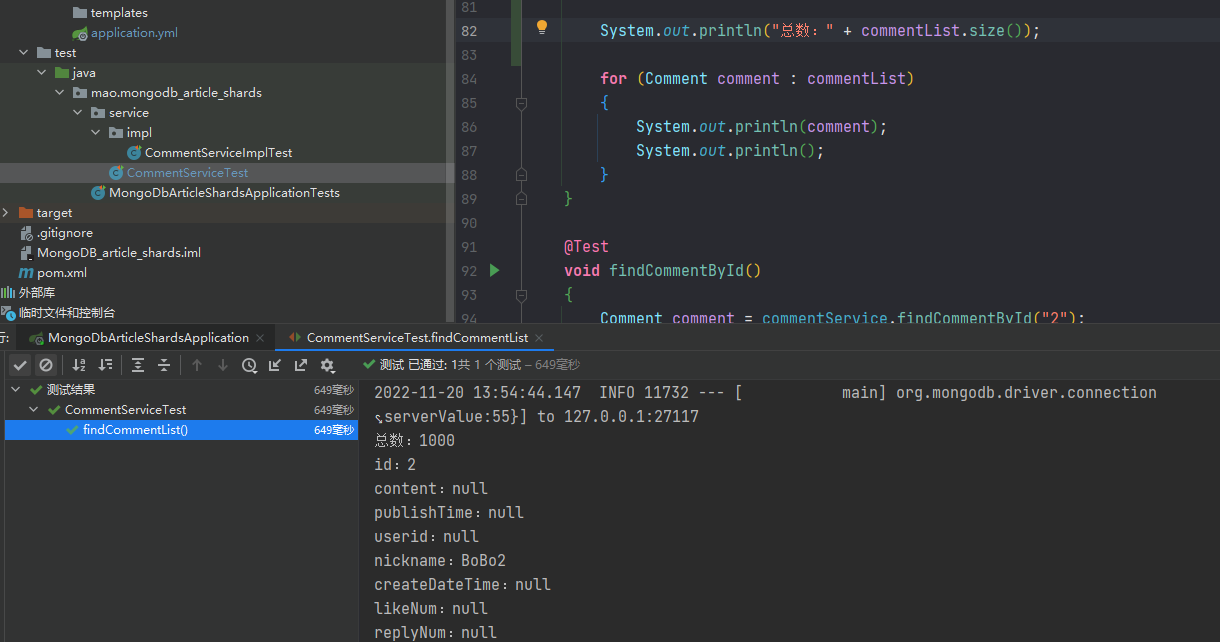 templates
application.yml
test
java
mao.mongodb_article_shards
service
impl
CommentServiceImplTest
CommentServiceTest
MongoDbArticleShardsApplicationTests
target
.gitignore
MongoDB_article_shards.iml
pom.xml
外部库
临时文件和控制台
81
82 System.out.println("总数：" + commentList.size());
83
84 for (Comment comment : commentList)
85 {
86 System.out.println(comment);
87 System.out.println();
88 }
89 }
90
91 @Test
92 void findCommentById()
93 {
94 Comment comment = commentService.findCommentById("2");
行: MongoDbArticleShardsApplication × CommentServiceTest.findCommentList ×
测试 已通过: 1共 1 个测试 – 649毫秒
测试结果 649毫秒
CommentServiceTest 649毫秒
findCommentList() 649毫秒
2022-11-20 13:54:44.147 INFO 11732 --- [ main] org.mongodb.driver.connection
serverValue:55}] to 127.0.0.1:27117
总数：1000
id：2
content：null
publishTime：null
userid：null
nickname：BoBo2
createDateTime：null
likeNum：null
replyNum：null